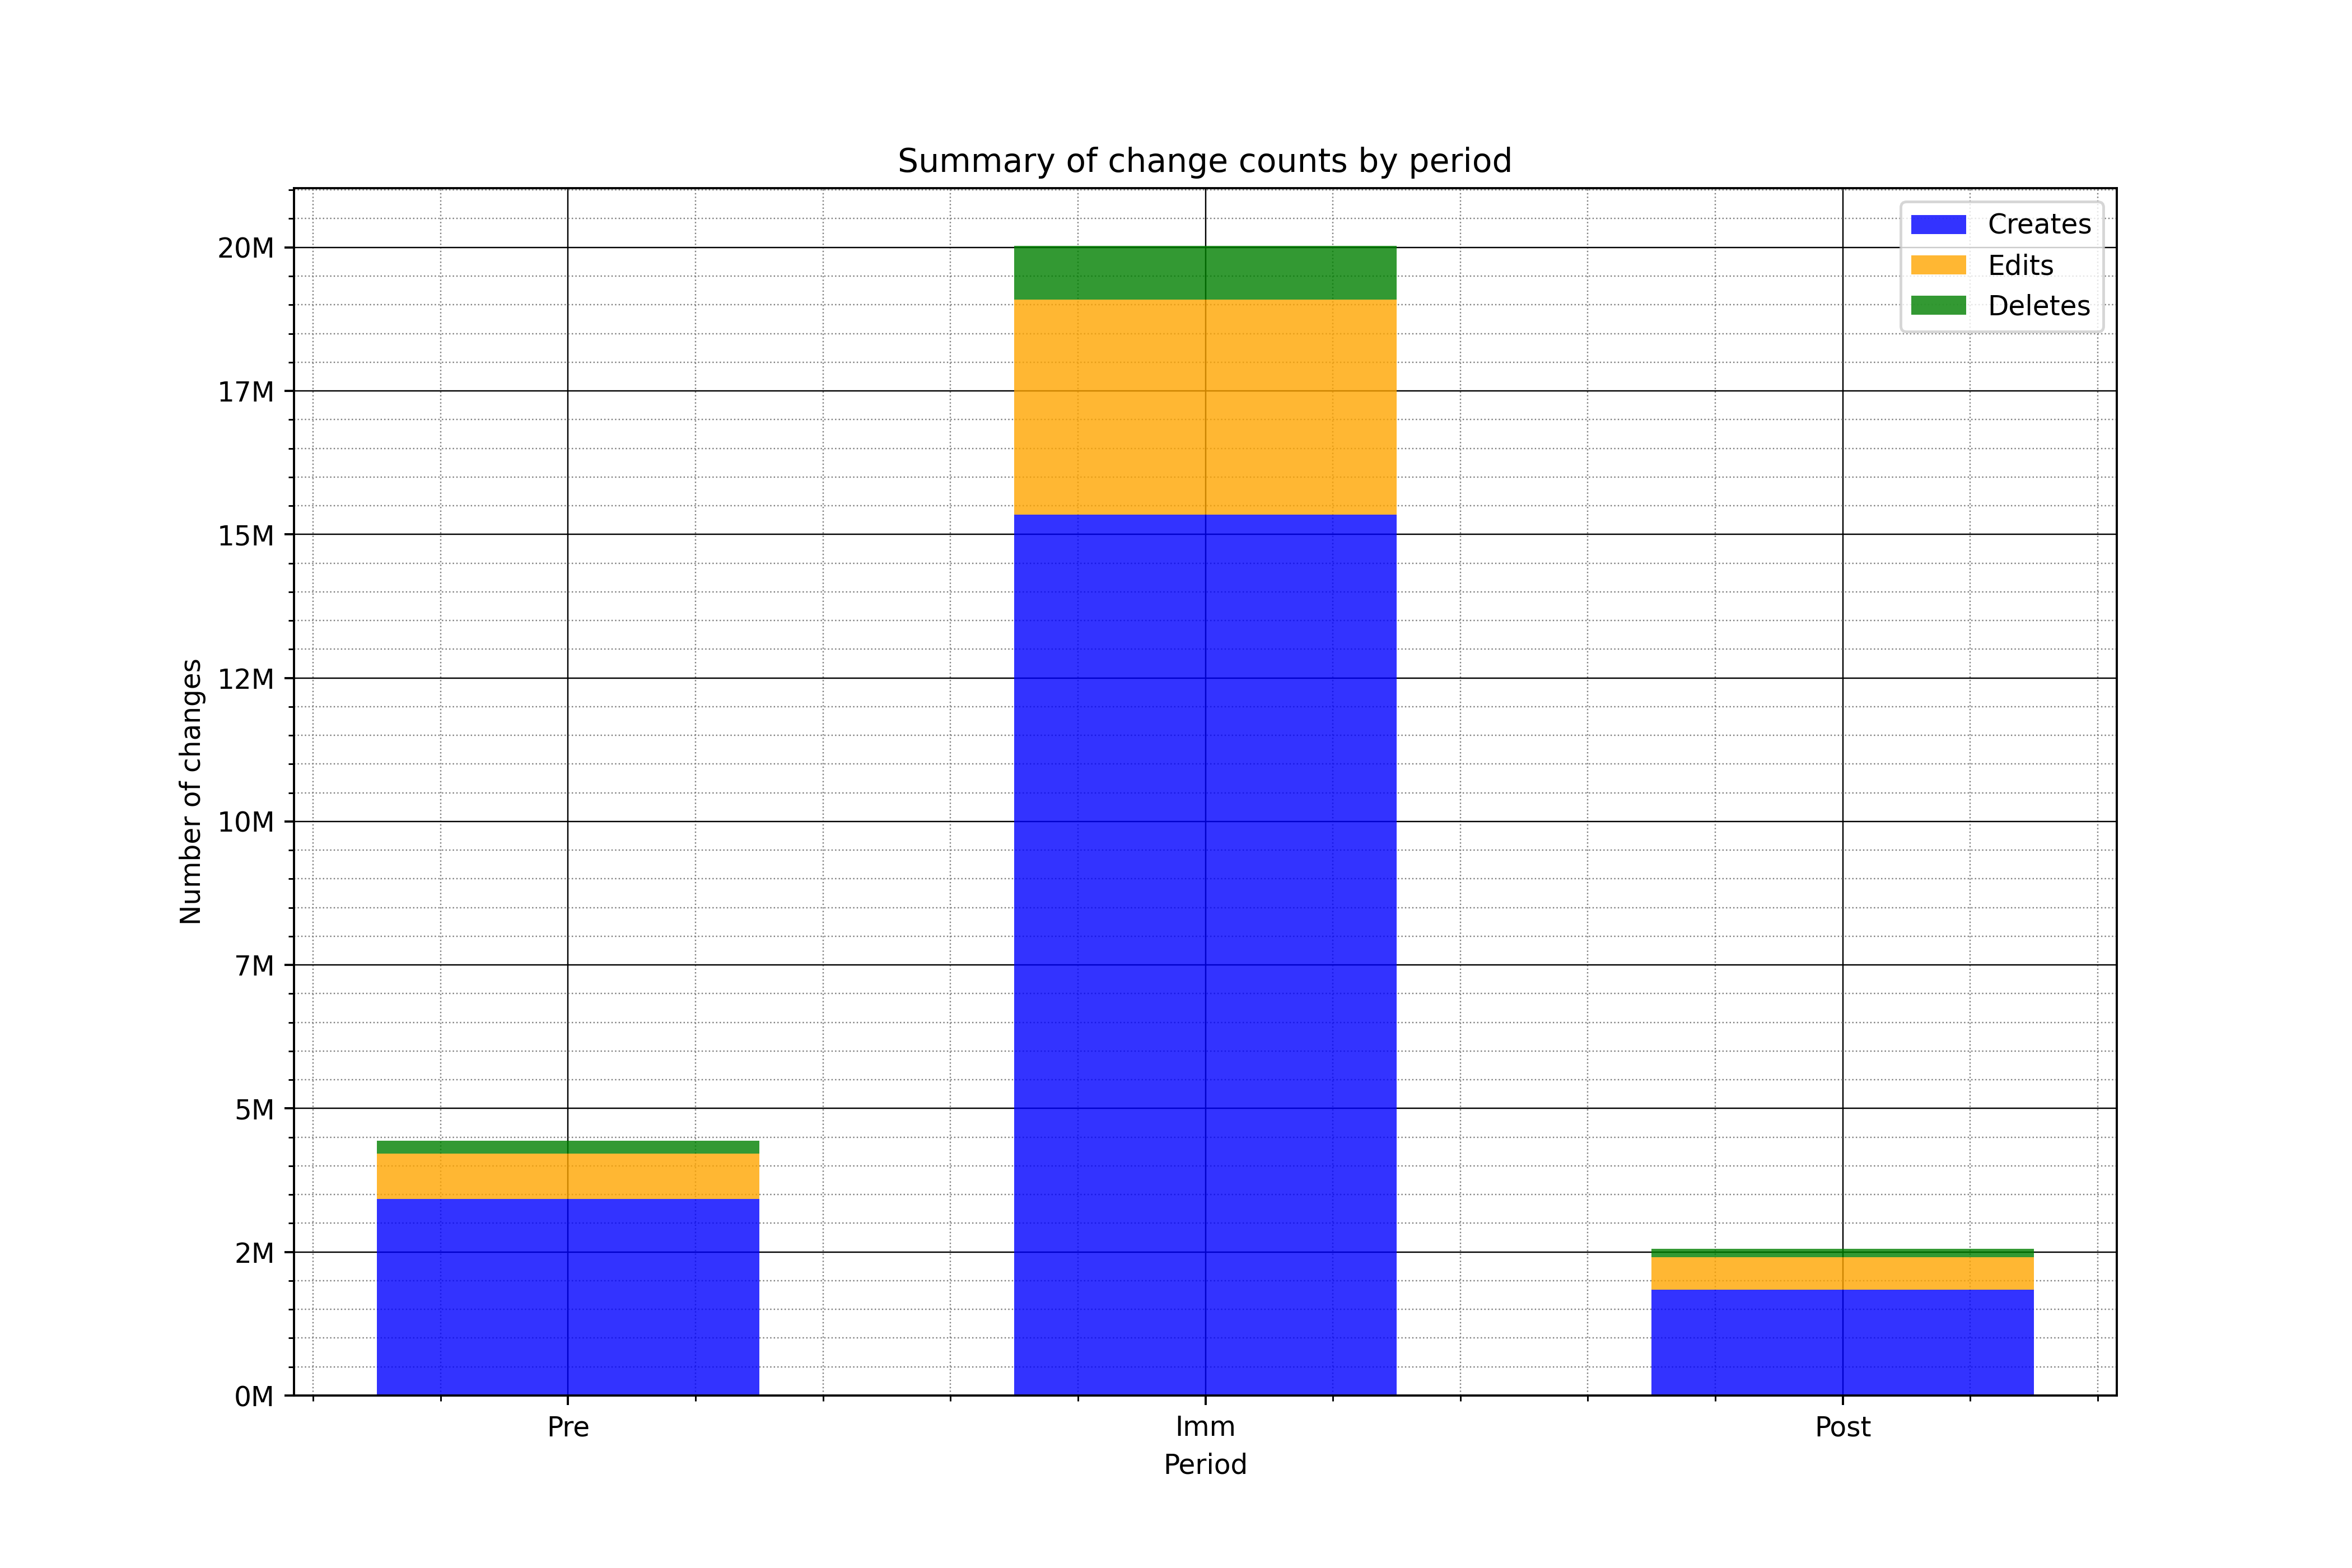 Summary of change counts by period
Creates
Edits
Deletes
20M
17M
15M
12M
10M
7M
5M
2M
0M
Number of changes
Pre
Imm
Post
Period